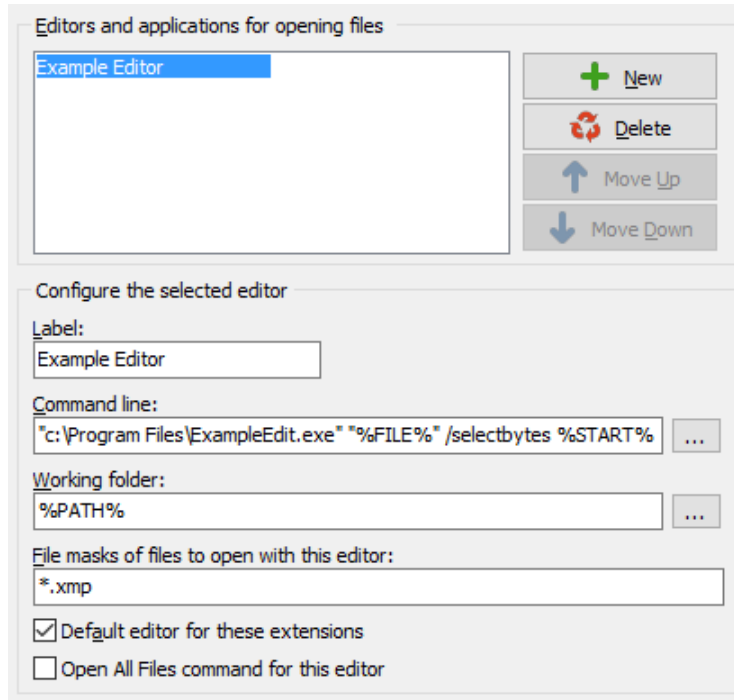 Editors and applications for opening files
Example Editor
New
Delete
Move Up
Move Down
Configure the selected editor
Label:
Example Editor
Command line:
"c:\Program Files\ExampleEdit.exe" "%FILE%" /selectbytes %START%
...
Working folder:
%PATH%
...
File masks of files to open with this editor:
*.xmp
Default editor for these extensions
Open All Files command for this editor